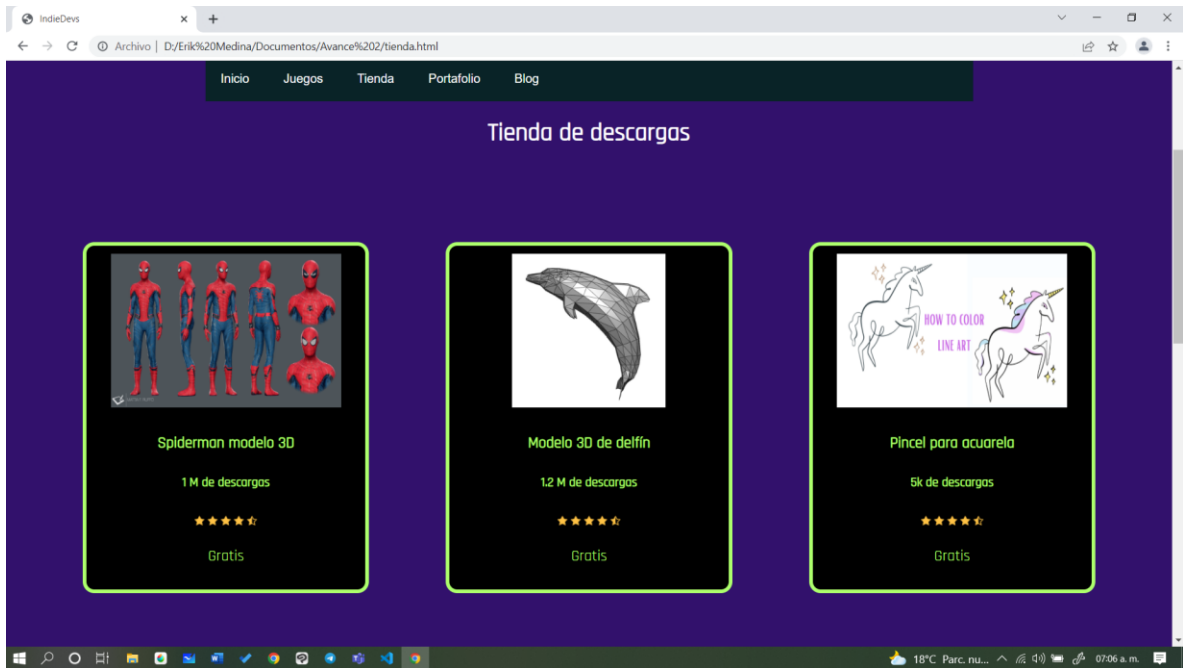 IndieDevs
Archivo | D:/Erik%20Medina/Documentos/Avance%202/tienda.html
Inicio Juegos Tienda Portafolio Blog
Tienda de descargas
HOW TO COLOR
LINE ART
Spiderman modelo 3D
1 M de descargas
Gratis
Modelo 3D de delfín
1.2 M de descargas
Gratis
Pincel para acuarela
5k de descargas
Gratis
18°C Parc. nu... 07:06 a. m.